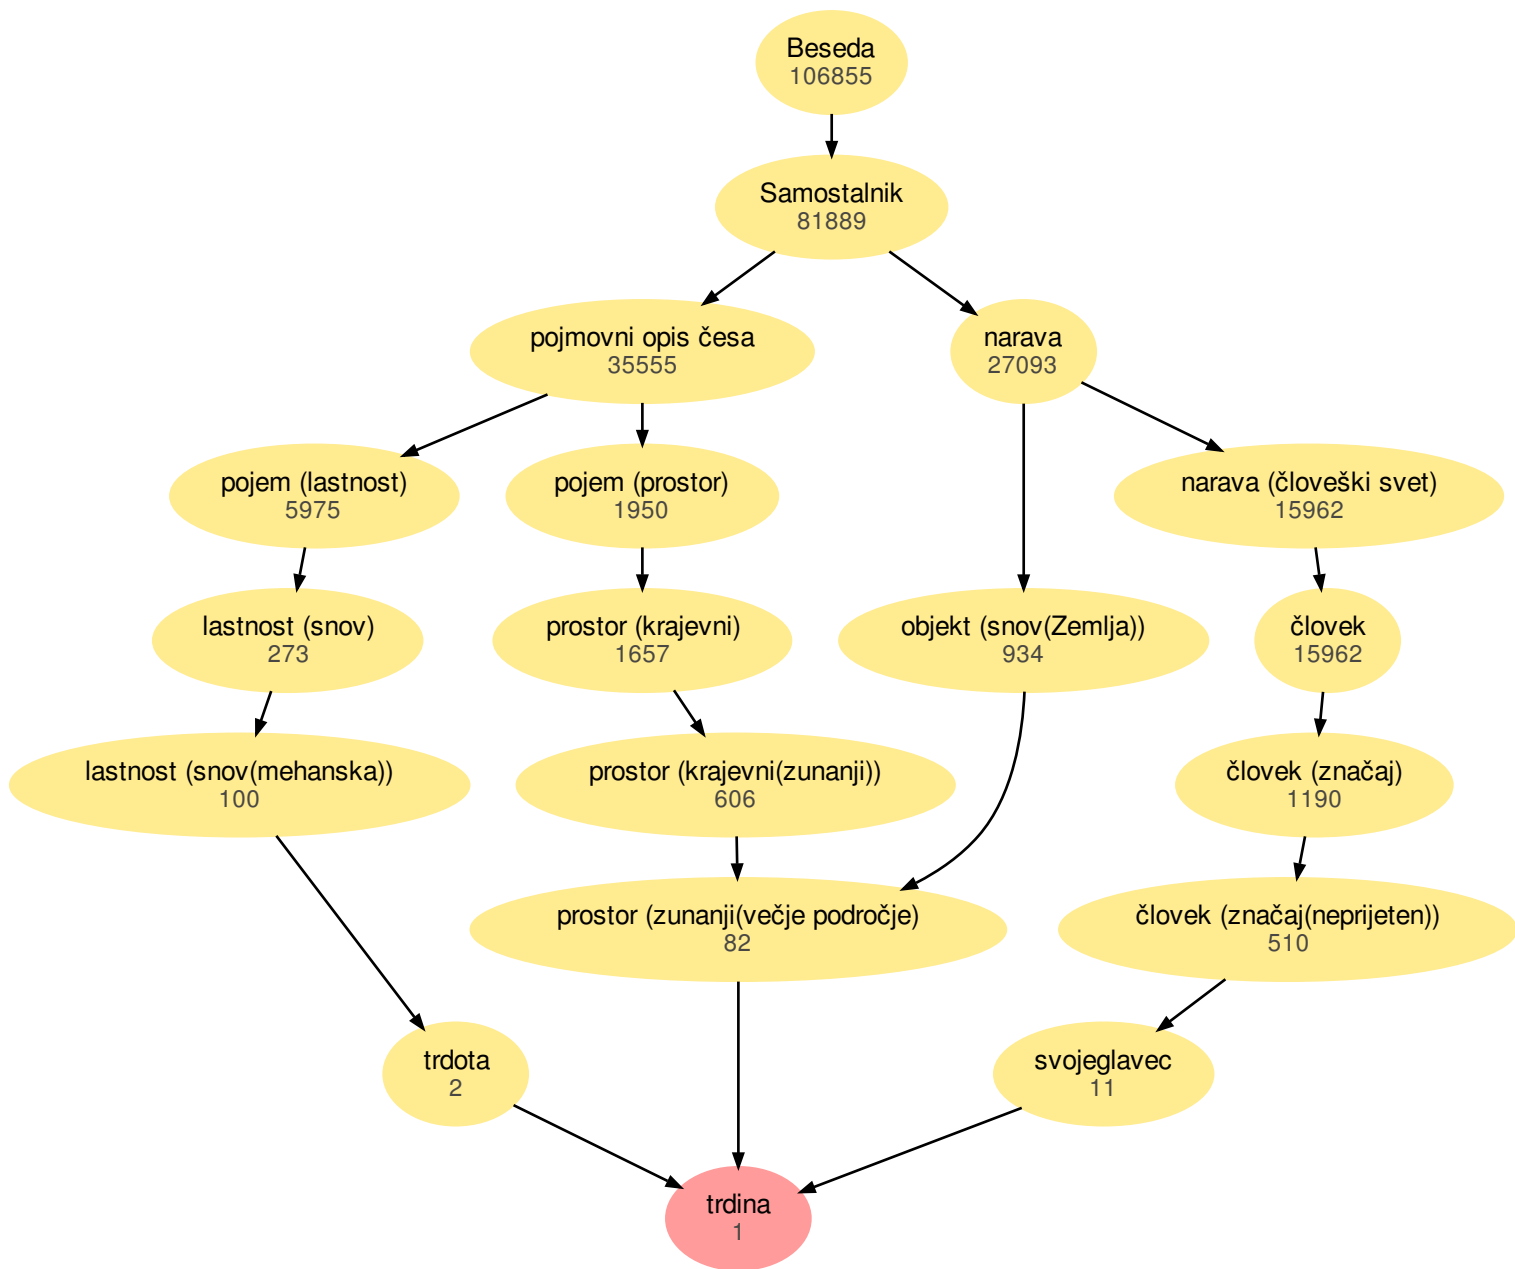 Beseda
106855
Samostalnik
81889
pojmovni opis česa
35555
narava
27093
pojem (lastnost)
5975
pojem (prostor)
1950
narava (človeški svet)
15962
lastnost (snov)
273
prostor (krajevni)
1657
objekt (snov(Zemlja))
934
človek
15962
lastnost (snov(mehanska))
100
prostor (krajevni(zunanji))
606
človek (značaj)
1190
prostor (zunanji(večje področje)
82
človek (značaj(neprijeten))
510
trdota
2
svojeglavec
11
trdina
1